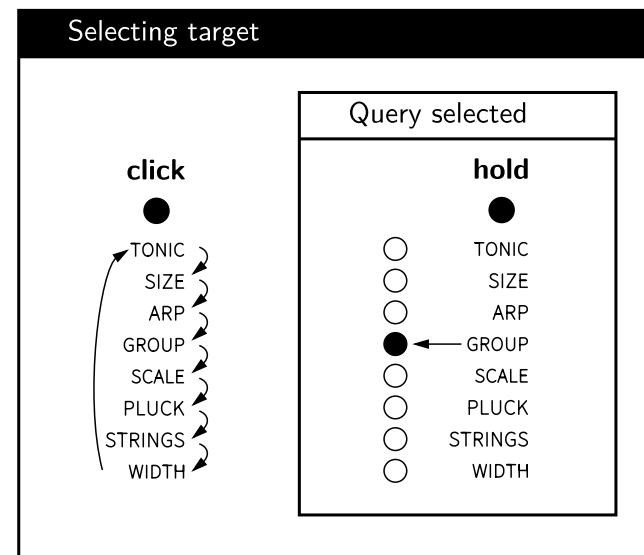 Selecting target
Query selected
click
TONIC
SIZE
ARP
GROUP
SCALE
PLUCK
STRINGS
WIDTH
hold
TONIC
SIZE
ARP
GROUP
SCALE
PLUCK
STRINGS
WIDTH